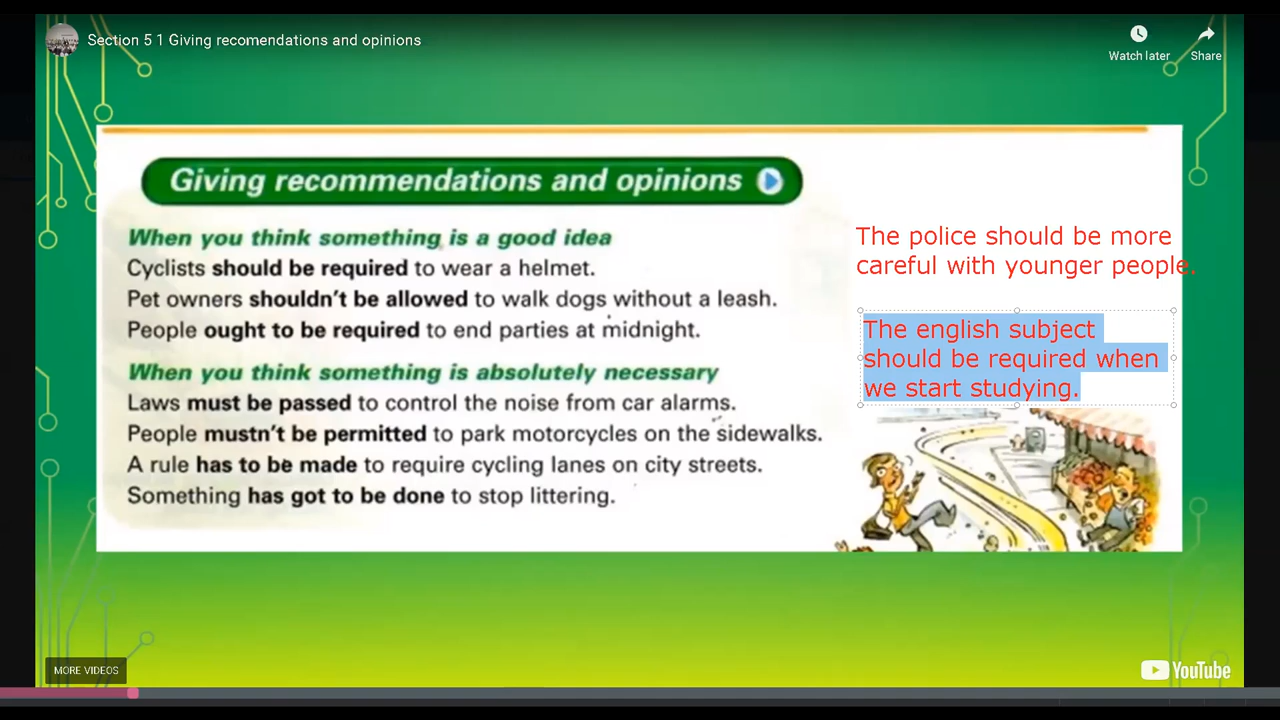 Section 5 1 Giving recomendations and opinions
Watch later
Share
Giving recommendations and opinions
When you think something is a good idea
Cyclists should be required to wear a helmet.
Pet owners shouldn't be allowed to walk dogs without a leash.
People ought to be required to end parties at midnight.
When you think something is absolutely necessary
Laws must be passed to control the noise from car alarms.
People mustn't be permitted to park motorcycles on the sidewalks.
A rule has to be made to require cycling lanes on city streets.
Something has got to be done to stop littering.
The police should be more
careful with younger people.
The english subject
should be required when
we start studying.
MORE VIDEOS
YouTube